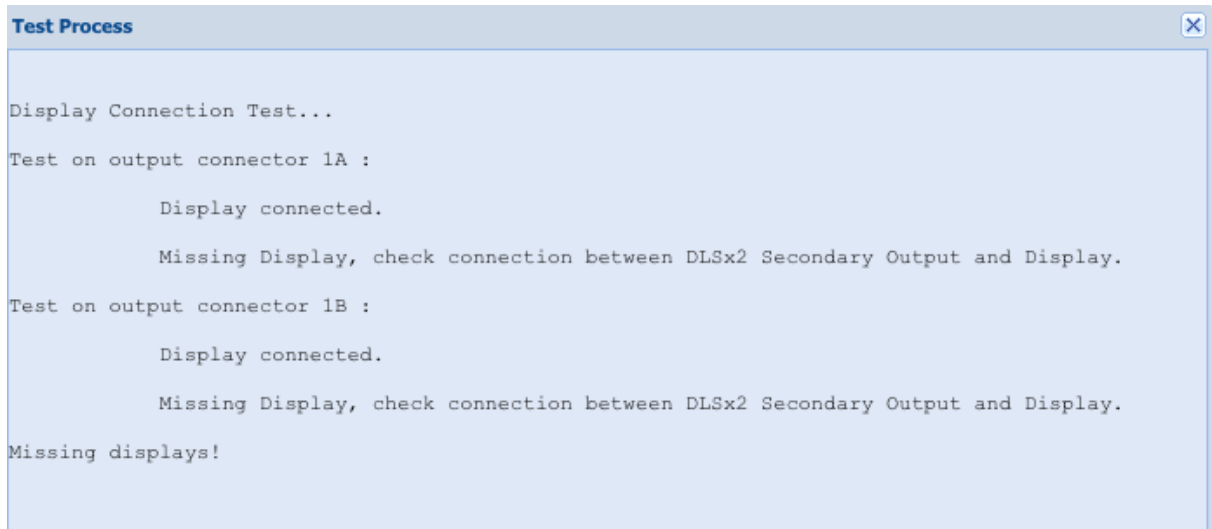 Test Process
Display Connection Test...
Test on output connector 1A :
Display connected.
Missing Display, check connection between DLSx2 Secondary Output and Display.
Test on output connector 1B :
Display connected.
Missing Display, check connection between DLSx2 Secondary Output and Display.
Missing displays!